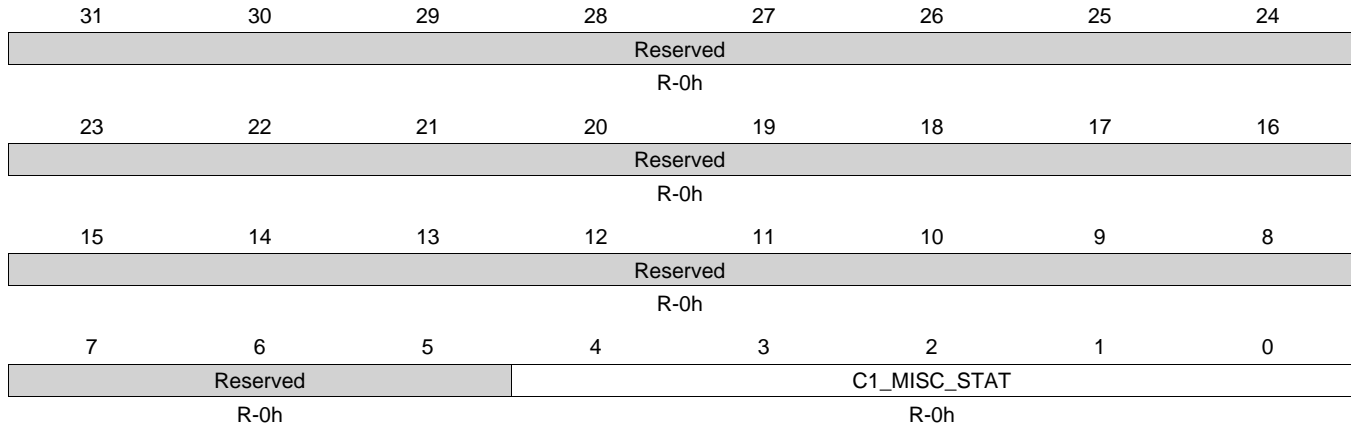 31 30 29 28 27 26 25 24
Reserved
R-0h
23 22 21 20 19 18 17 16
Reserved
R-0h
15 14 13 12 11 10 9 8
Reserved
R-0h
7 6 5 4 3 2 1 0
Reserved C1_MISC_STAT
R-0h R-0h